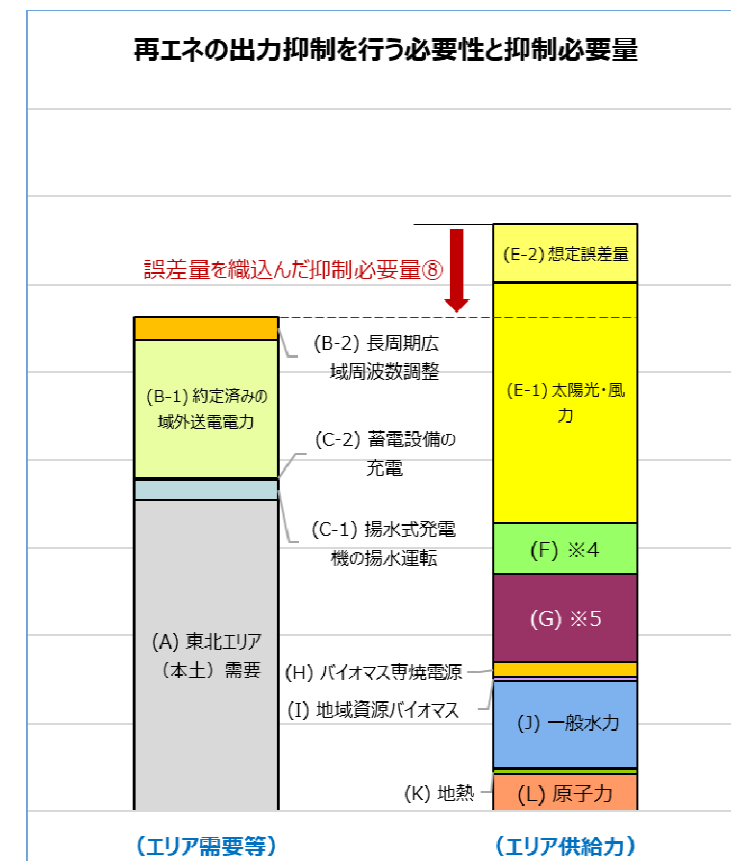 再エネの出力抑制を行う必要性と抑制必要量
(E-2) 想定誤差量
誤差量を織込んだ抑制必要量⑧
(B-2) 長周期広
域周波数調整
(B-1) 約定済みの
域外送電電力
(E-1) 太陽光・風
力
(C-2) 蓄電設備の
充電
(C-1) 揚水式発電
機の揚水運転
(F) ※4
(G) ※5
(A) 東北エリア
（本土）需要
(H) バイオマス専焼電源
(I) 地域資源バイオマス
(J) 一般水力
(K) 地熱
(L) 原子力
（エリア需要等）
（エリア供給力）